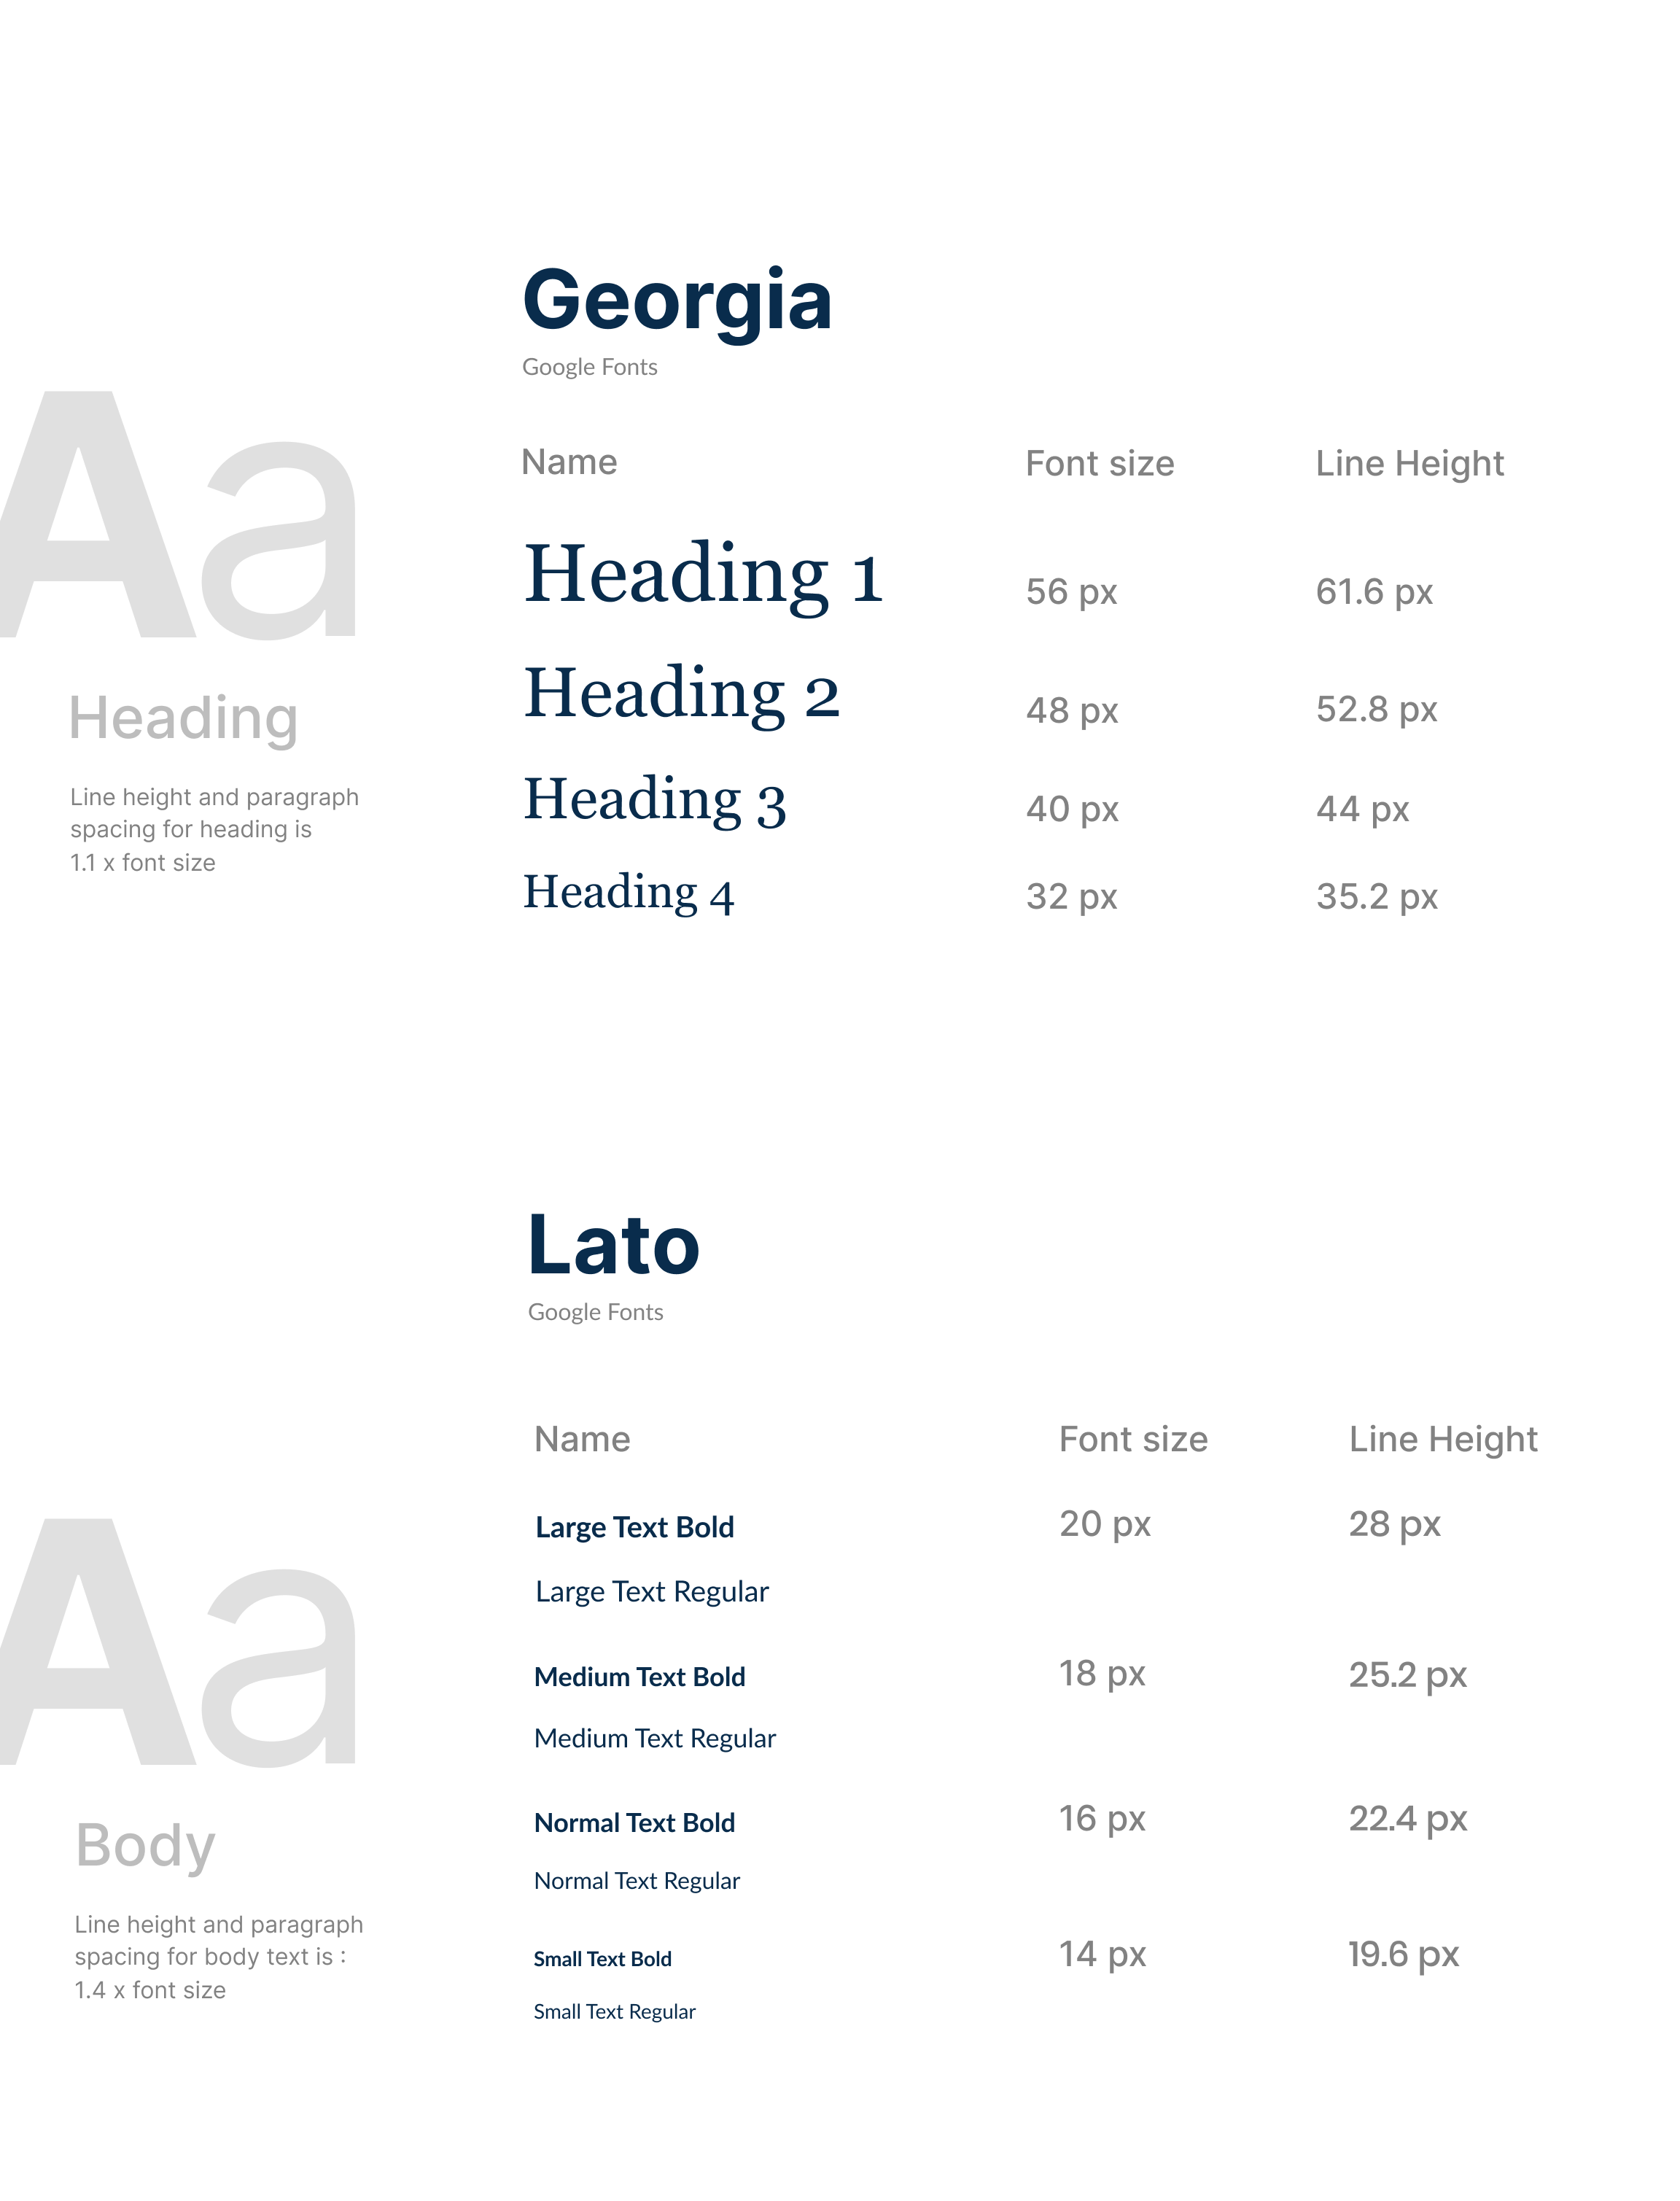 Georgia
Google Fonts
Aa
Heading
Line height and paragraph
spacing for heading is
1.1 x font size
Name Font size Line Height
Heading 1 56 px 61.6 px
Heading 2 48 px 52.8 px
Heading 3 40 px 44 px
Heading 4 32 px 35.2 px
Lato
Google Fonts
Aa
Body
Line height and paragraph
spacing for body text is :
1.4 x font size
Name Font size Line Height
Large Text Bold 20 px 28 px
Large Text Regular
Medium Text Bold 18 px 25.2 px
Medium Text Regular
Normal Text Bold 16 px 22.4 px
Normal Text Regular
Small Text Bold 14 px 19.6 px
Small Text Regular